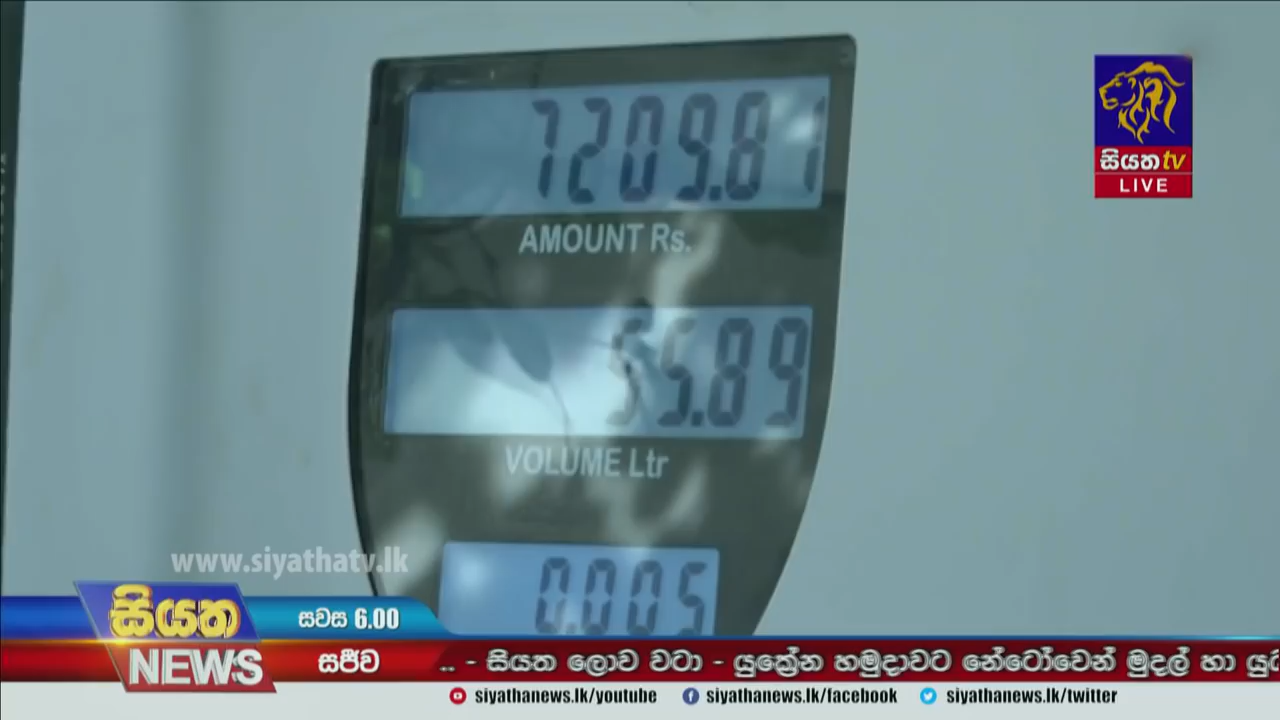 7209.81
AMOUNT Rs.
55.89
VOLUME Ltr
0.005
සියත tv
LIVE
www.siyathatv.lk
සියත
NEWS
සවස 6.00
සජීව
.. - සියත ලොව වටා - යුක්‍රේන හමුදාවට නේටෝවෙන් මුදල් හා
siyathanews.lk/youtube
siyathanews.lk/facebook
siyathanews.lk/twitter